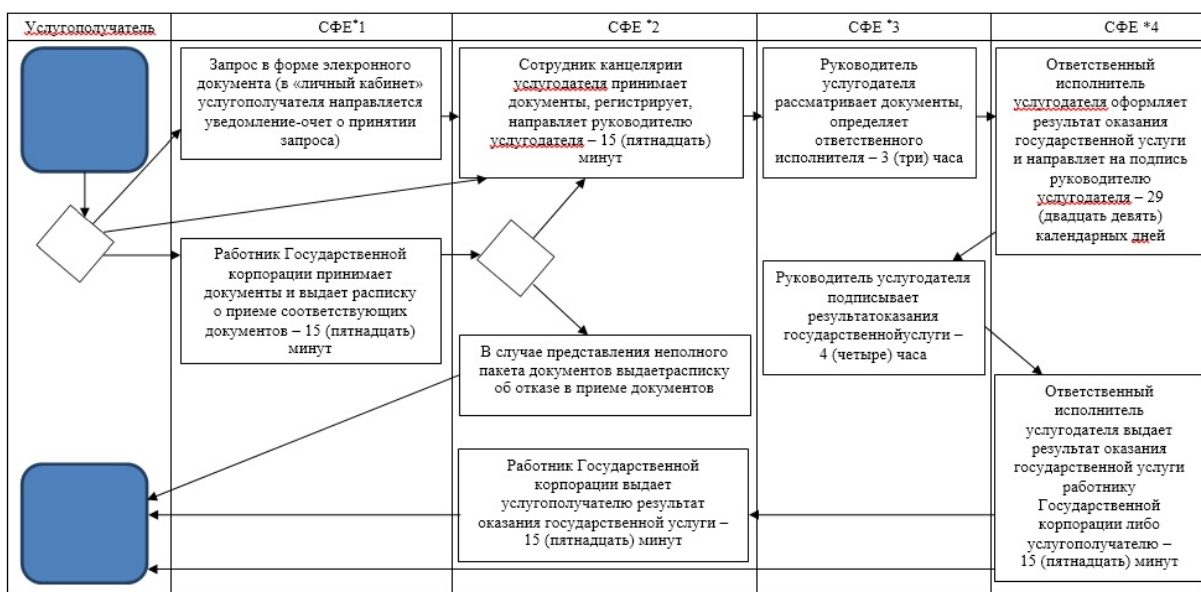 Услугополучатель
СФЕ*1
СФЕ *2
СФЕ *3
СФЕ *4
Запрос в форме элекронного
документа (в «личный кабинет»
услугополучателя направляется
уведомление-очет о принятии
запроса)
Сотрудник канцелярии
услугодателя принимает
документы, регистрирует,
направляет руководителю
услугодателя – 15 (пятнадцать)
минут
Руководитель
услугодателя
рассматривает документы,
определяет
ответственного
исполнителя – 3 (три) часа
Ответственный
исполнитель
услугодателя оформляет
результат оказания
государственной услуги
и направляет на подпись
руководителю
услугодателя – 29
(двадцать девять)
календарных дней
Работник Государственной
корпорации принимает
документы и выдает расписку
о приеме соответствующих
документов – 15 (пятнадцать)
минут
Руководитель услугодателя
подписывает
результатоказания
государственнойуслуги –
4 (четыре) часа
В случае представления неполного
пакета документов выдаетрасписку
об отказе в приеме документов
Ответственный
исполнитель
услугодателя выдает
результат оказания
государственной услуги
работнику
Государственной
корпорации либо
услугополучателю –
15 (пятнадцать) минут
Работник Государственной
корпорации выдает
услугополучателю результат
оказания государственной услуги –
15 (пятнадцать) минут